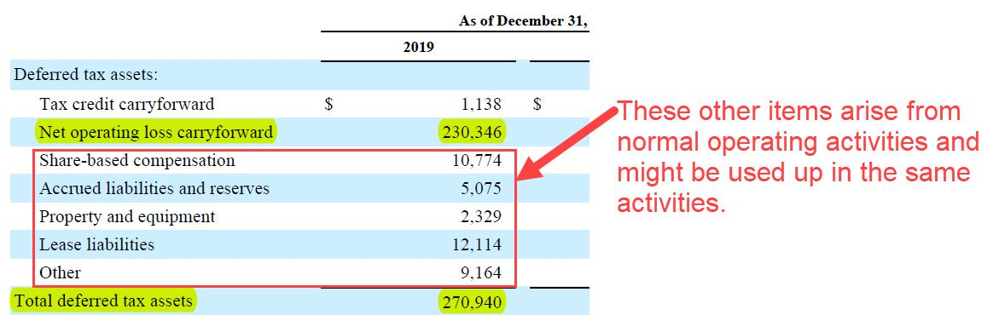 As of December 31,
2019
Deferred tax assets:
Tax credit carryforward $ 1,138 $
Net operating loss carryforward 230,346
Share-based compensation 10,774
Accrued liabilities and reserves 5,075
Property and equipment 2,329
Lease liabilities 12,114
Other 9,164
Total deferred tax assets 270,940
These other items arise from
normal operating activities and
might be used up in the same
activities.